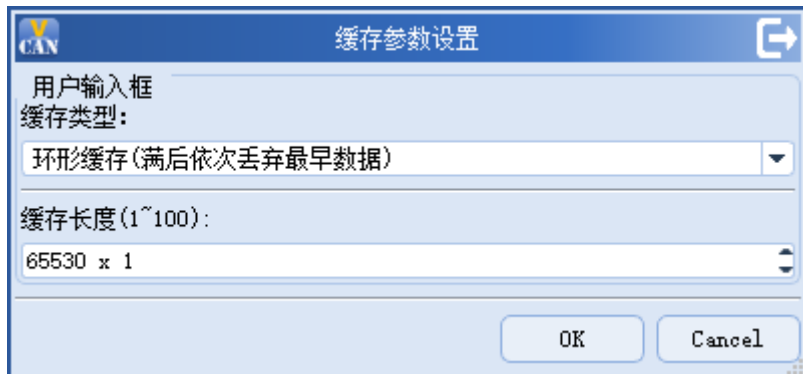 V
CAN
缓存参数设置
用户输入框
缓存类型:
环形缓存(满后依次丢弃最早数据)
缓存长度(1~100):
65530 x 1
OK
Cancel